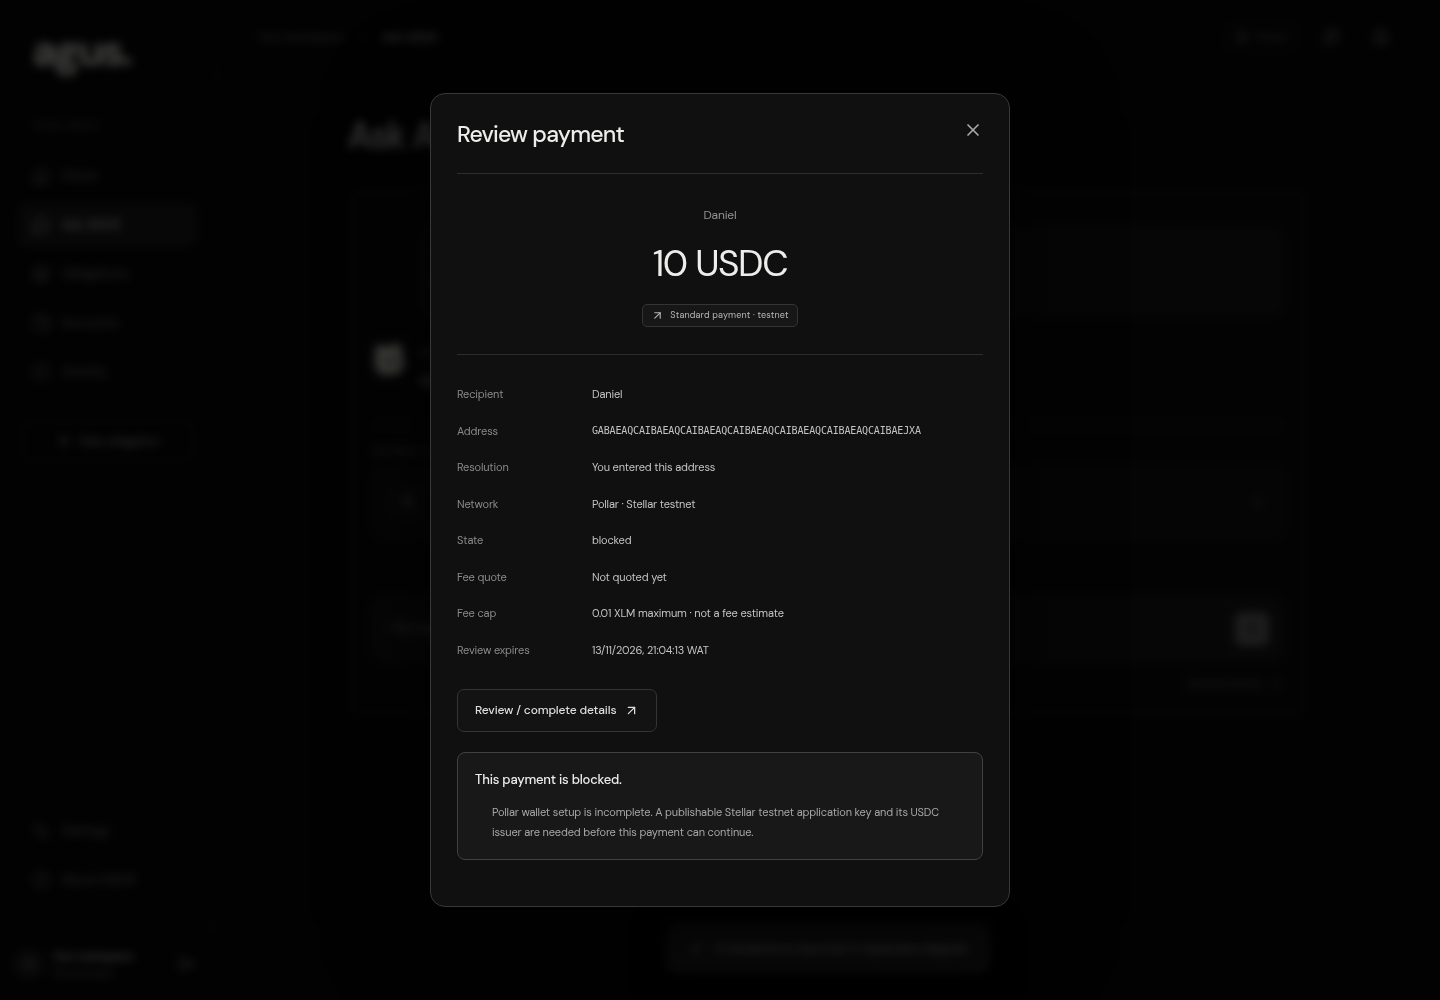 agus.
Ask A
Review payment
Daniel
10 USDC
Standard payment · testnet
Recipient Daniel
Address GABAEAQCAIBAEAQCAIBAEAQCAIBAEAQCAIBAEAQCAIBAEAQCAIBAEJXA
Resolution You entered this address
Network Pollar · Stellar testnet
State blocked
Fee quote Not quoted yet
Fee cap 0.01 XLM maximum · not a fee estimate
Review expires 13/11/2026, 21:04:13 WAT
Review / complete details
This payment is blocked.
Pollar wallet setup is incomplete. A publishable Stellar testnet application key and its USDC
issuer are needed before this payment can continue.